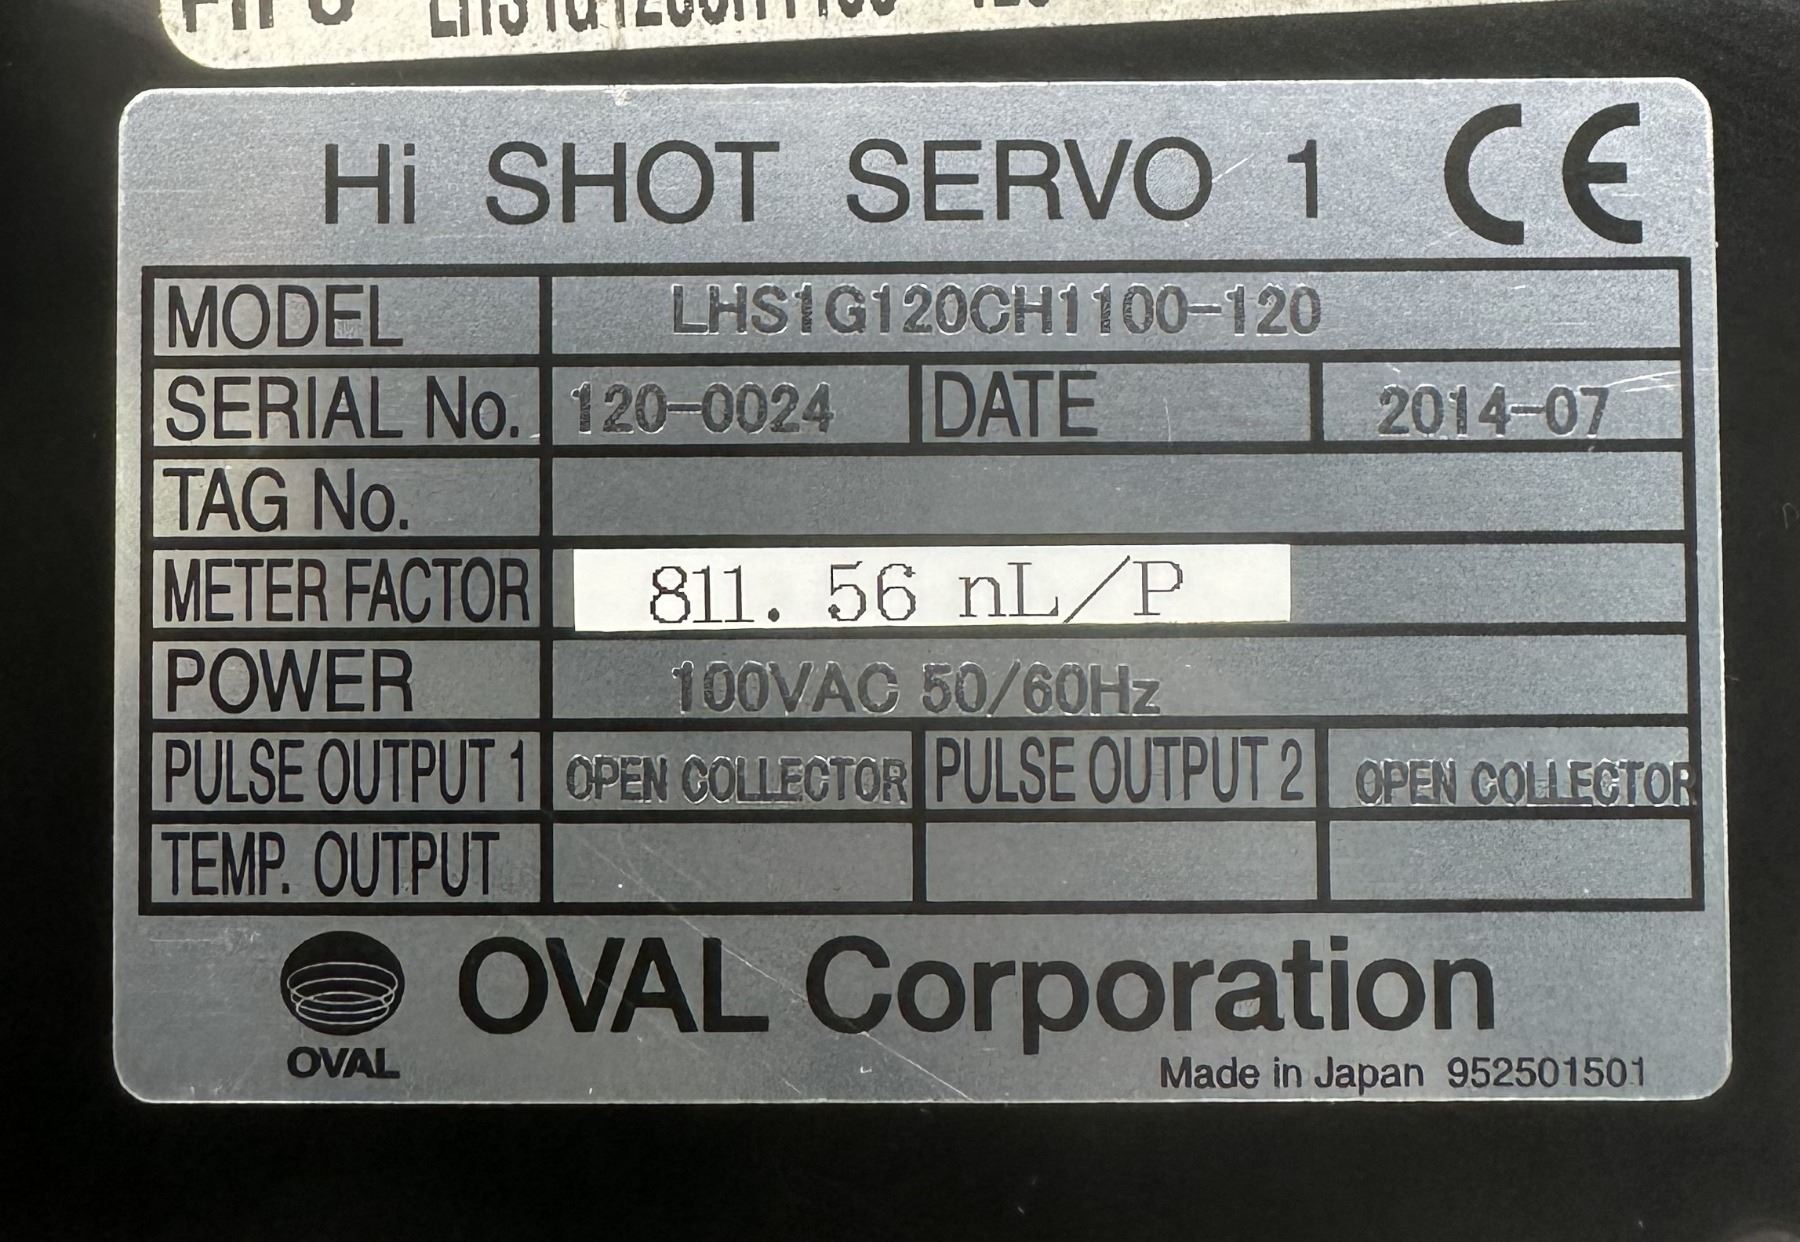 LHS1G120CH1100-120
Hi SHOT SERVO 1 CE
MODEL LHS1G120CH1100-120
SERIAL No. 120-0024 DATE 2014-07
TAG No.
METER FACTOR 811. 56 nL/P
POWER 100VAC 50/60Hz
PULSE OUTPUT 1 OPEN COLLECTOR PULSE OUTPUT 2 OPEN COLLECTOR
TEMP. OUTPUT
OVAL Corporation
OVAL
Made in Japan 952501501